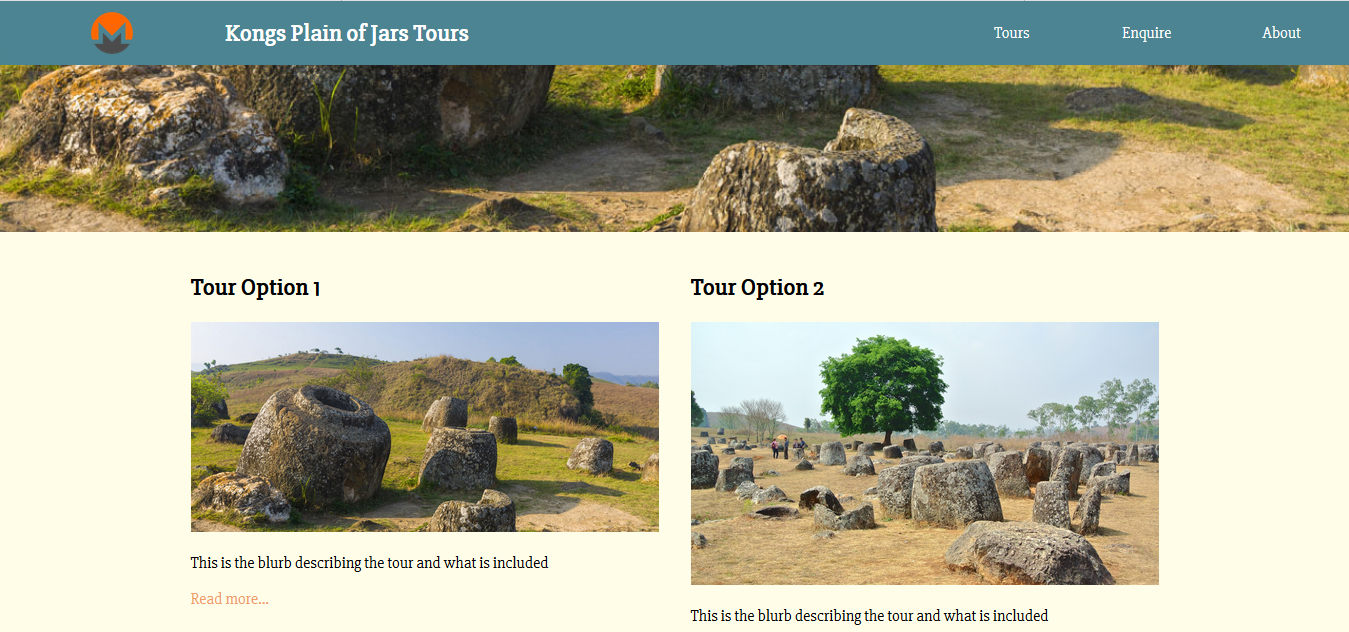 Kongs Plain of Jars Tours
Tours
Enquire
About
Tour Option 1
This is the blurb describing the tour and what is included
Read more...
Tour Option 2
This is the blurb describing the tour and what is included